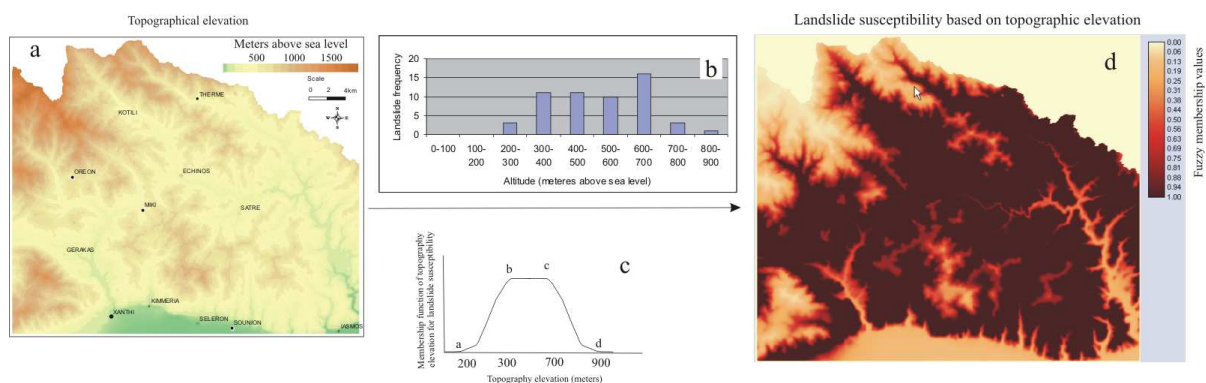 Topographical elevation
a
Meters above sea level
500 1000 1500
Scale
0 2 4km
N
W E
S
THERME
KOTILI
OREON
ECHINOS
MIKI
SATRE
GERAKAS
KIMMERIA
XANTHI
SELERON
SOUNION
IASMOS
b
Landslide frequency
20
15
10
5
0
0-100 100-200 200-300 300-400 400-500 500-600 600-700 700-800 800-900
Altitude (meteres above sea level)
c
Membership function of topography
elevation for landslide susceptibility
b c
a d
200 300 700 900
Topography elevation (meters)
Landslide susceptibility based on topographic elevation
d
0.00
0.06
0.13
0.19
0.25
0.31
0.38
0.44
0.50
0.56
0.63
0.69
0.75
0.81
0.88
0.94
1.00
Fuzzy membership values